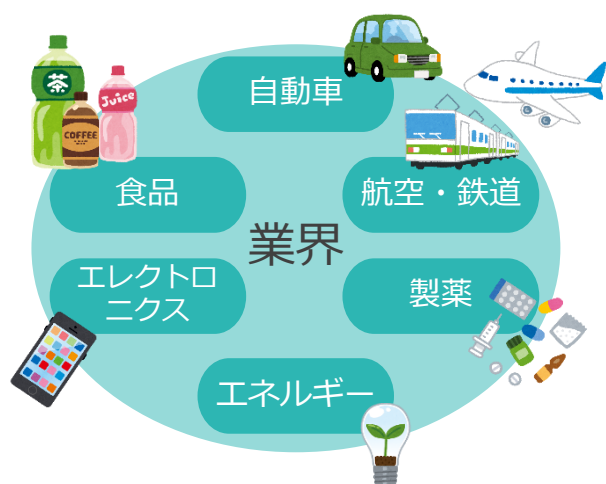 自動車
茶
Juice
COFFEE
食品
航空・鉄道
業界
エレクトロ
ニクス
製薬
エネルギー